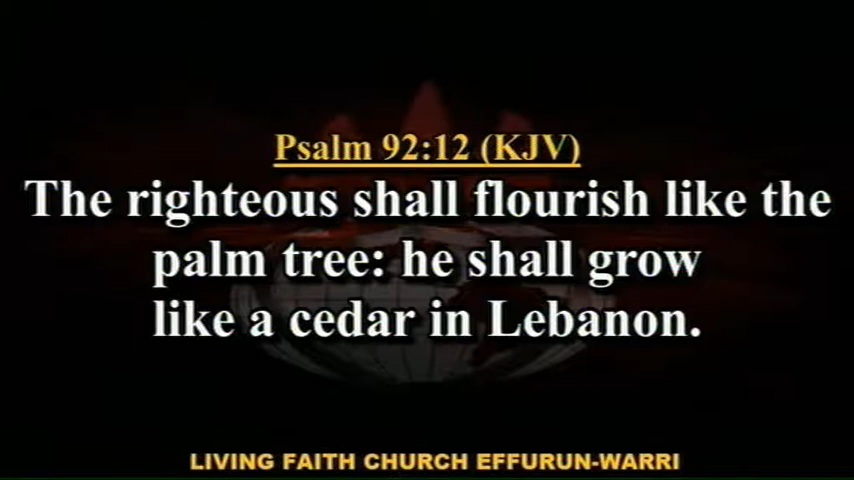 Psalm 92:12 (KJV)
The righteous shall flourish like the
palm tree: he shall grow
like a cedar in Lebanon.
LIVING FAITH CHURCH EFFURUN-WARRI